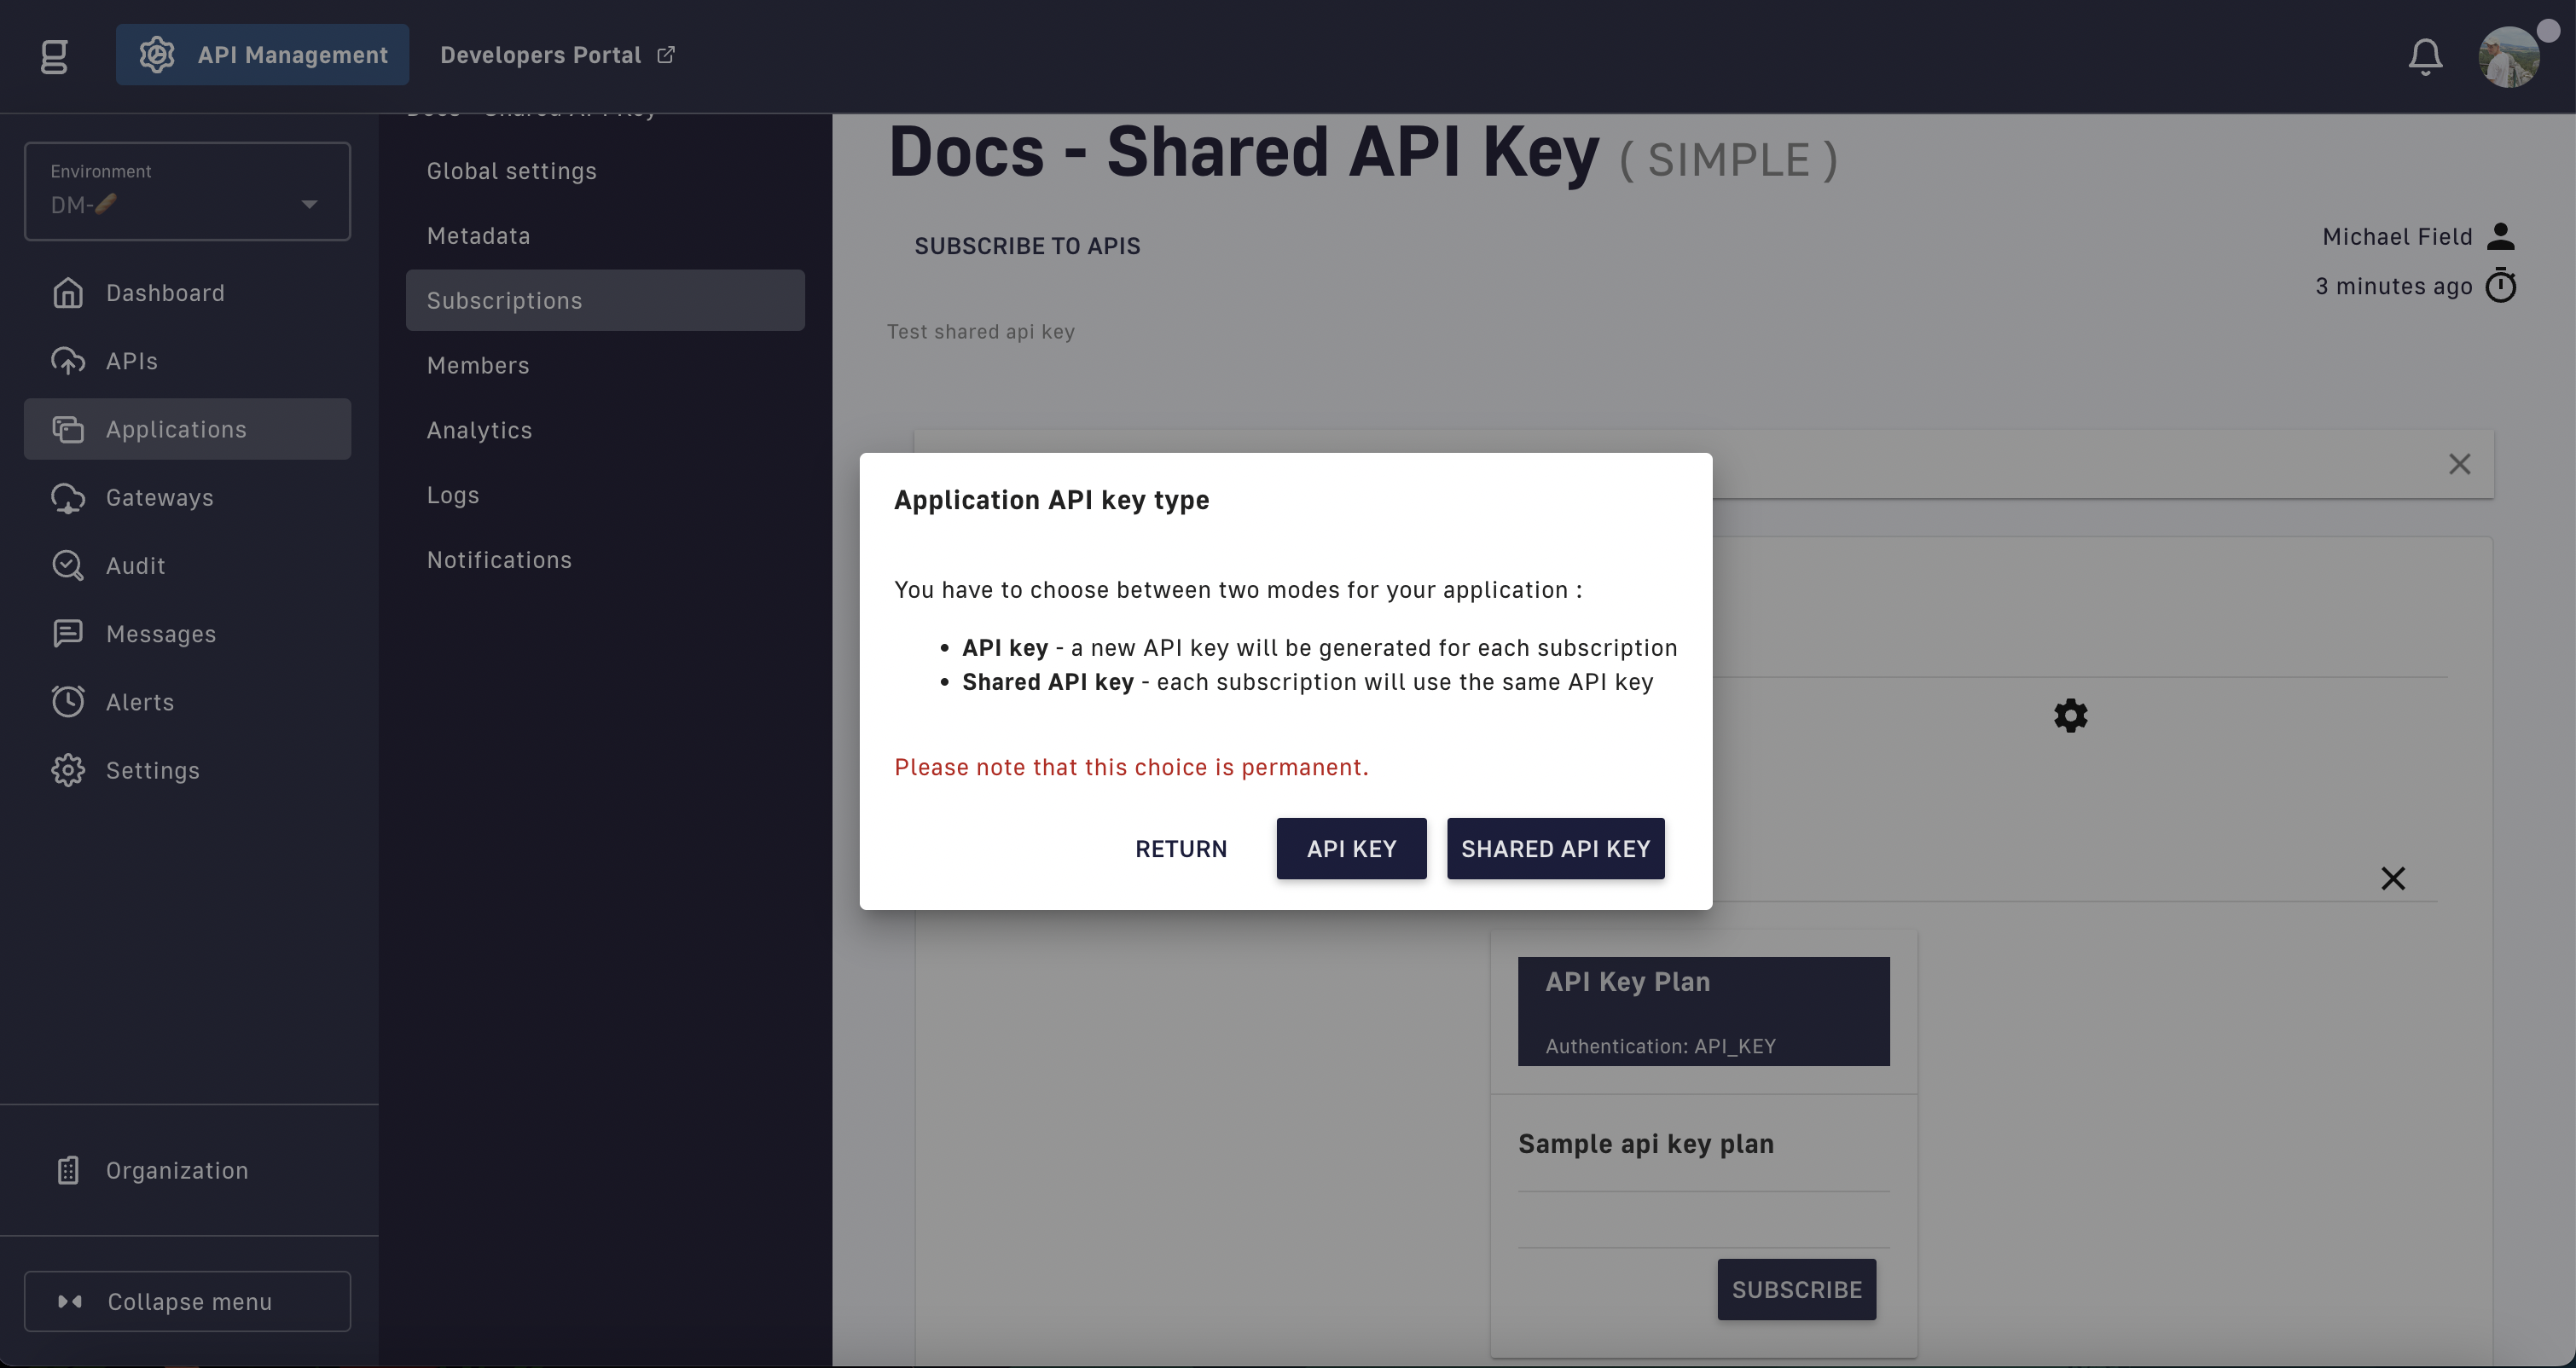 API Management
Developers Portal
Environment
DM-🥖
Dashboard
APIs
Applications
Gateways
Audit
Messages
Alerts
Settings
Organization
Collapse menu
Docs - Shared API Key
Global settings
Metadata
Subscriptions
Members
Analytics
Logs
Notifications
Docs - Shared API Key ( SIMPLE )
SUBSCRIBE TO APIS
Michael Field
3 minutes ago
Test shared api key
Application API key type
You have to choose between two modes for your application :
• API key - a new API key will be generated for each subscription
• Shared API key - each subscription will use the same API key
Please note that this choice is permanent.
RETURN
API KEY
SHARED API KEY
API Key Plan
Authentication: API_KEY
Sample api key plan
SUBSCRIBE